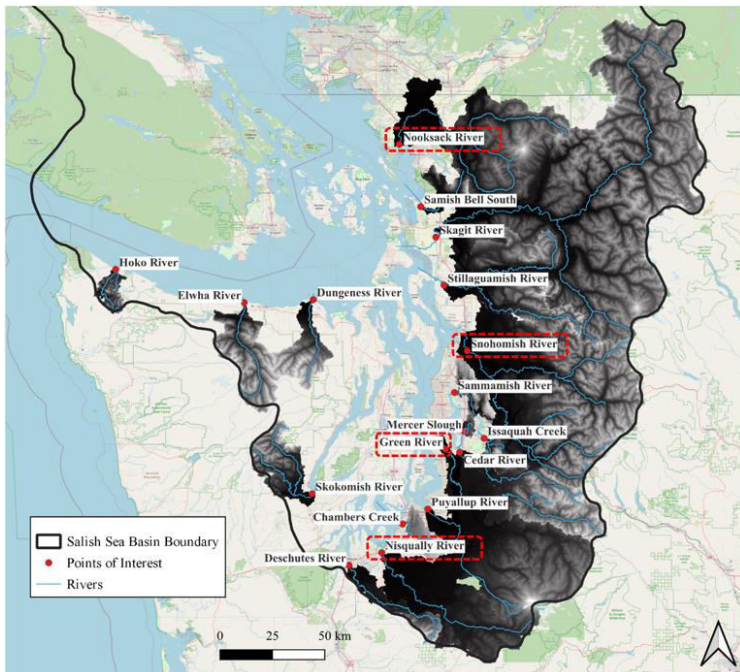 Nooksack River
Samish Bell South
Skagit River
Hoko River
Stillaguamish River
Elwha River
Dungeness River
Snohomish River
Sammamish River
Mercer Slough
Issaquah Creek
Green River
Cedar River
Skokomish River
Puyallup River
Chambers Creek
Nisqually River
Deschutes River
Salish Sea Basin Boundary
Points of Interest
Rivers
0 25 50 km